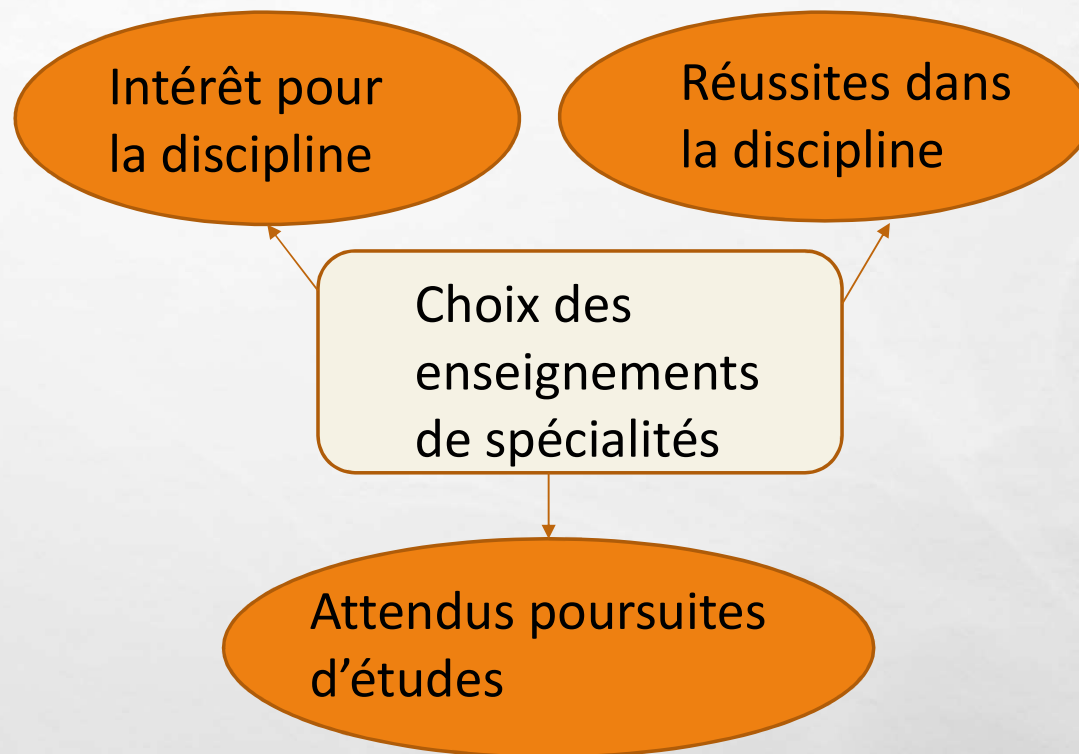 Intérêt pour
la discipline
Réussites dans
la discipline
Choix des
enseignements
de spécialités
Attendus poursuites
d’études